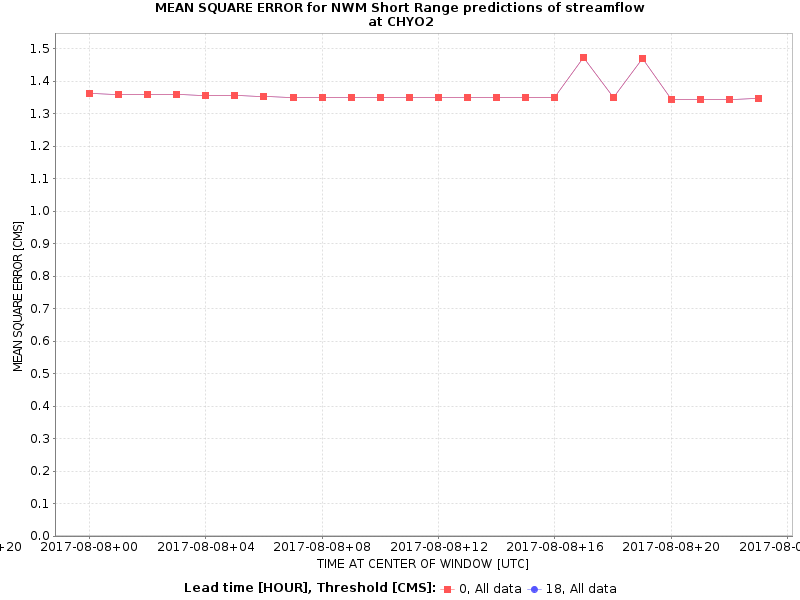 MEAN SQUARE ERROR for NWM Short Range predictions of streamflow
at CHYO2
MEAN SQUARE ERROR [CMS]
1.5
1.4
1.3
1.2
1.1
1.0
0.9
0.8
0.7
0.6
0.5
0.4
0.3
0.2
0.1
0.0
+20 2017-08-08+00 2017-08-08+04 2017-08-08+08 2017-08-08+12 2017-08-08+16 2017-08-08+20 2017-08-0
TIME AT CENTER OF WINDOW [UTC]
Lead time [HOUR], Threshold [CMS]: 0, All data 18, All data